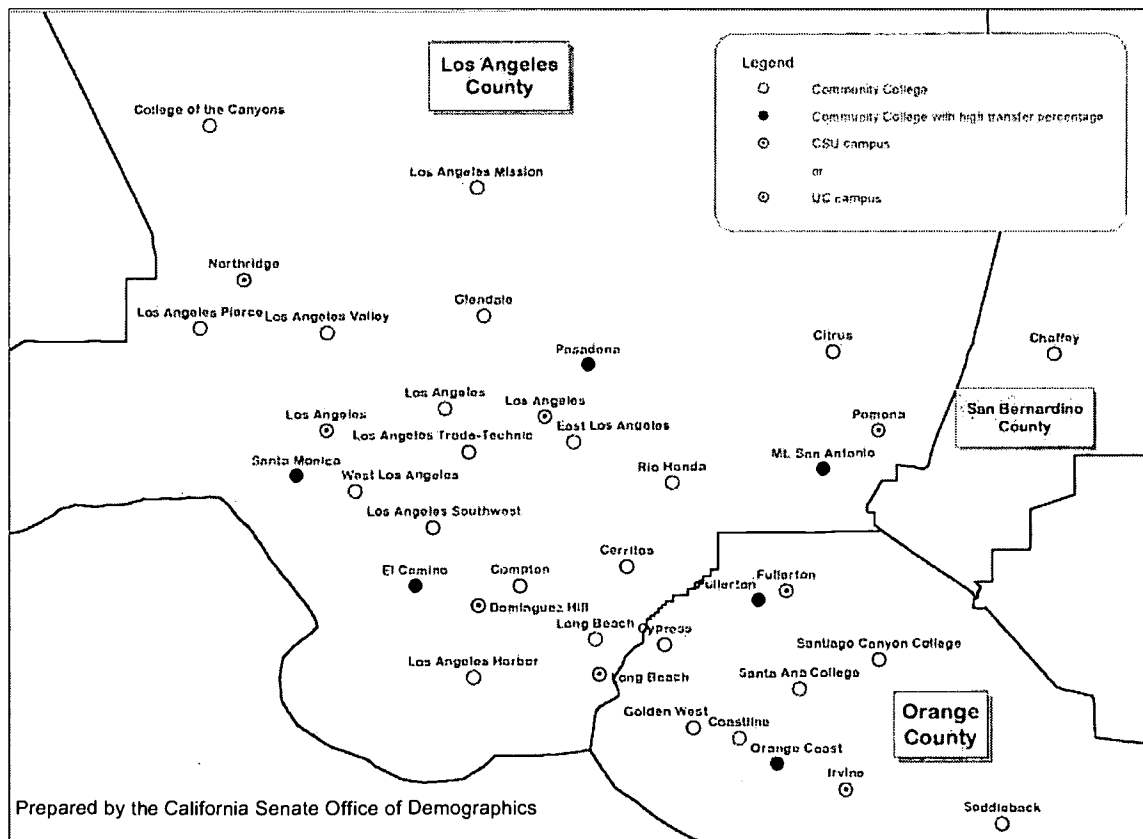 Los Angeles
County
Legend
Community College
Community College with high transfer percentage
CSU campus
or
UC campus
College of the Canyons
Los Angeles Mission
Northridge
Glendale
Los Angeles Pierce
Los Angeles Valley
Citrus
Chaffey
Pasadena
Los Angeles
Los Angeles
Los Angeles
San Bernardino
County
Pomona
East Los Angeles
Los Angeles Trade-Technic
Mt. San Antonio
Santa Monica
Rio Honda
West Los Angeles
Los Angeles Southwest
Cerritos
El Camino
Compton
Fullerton
Fullerton
Dominguez Hill
Long Beach
Cypress
Santiago Canyon College
Los Angeles Harbor
Long Beach
Santa Ana College
Golden West
Coastline
Orange
County
Orange Coast
Irvine
Saddleback
Prepared by the California Senate Office of Demographics